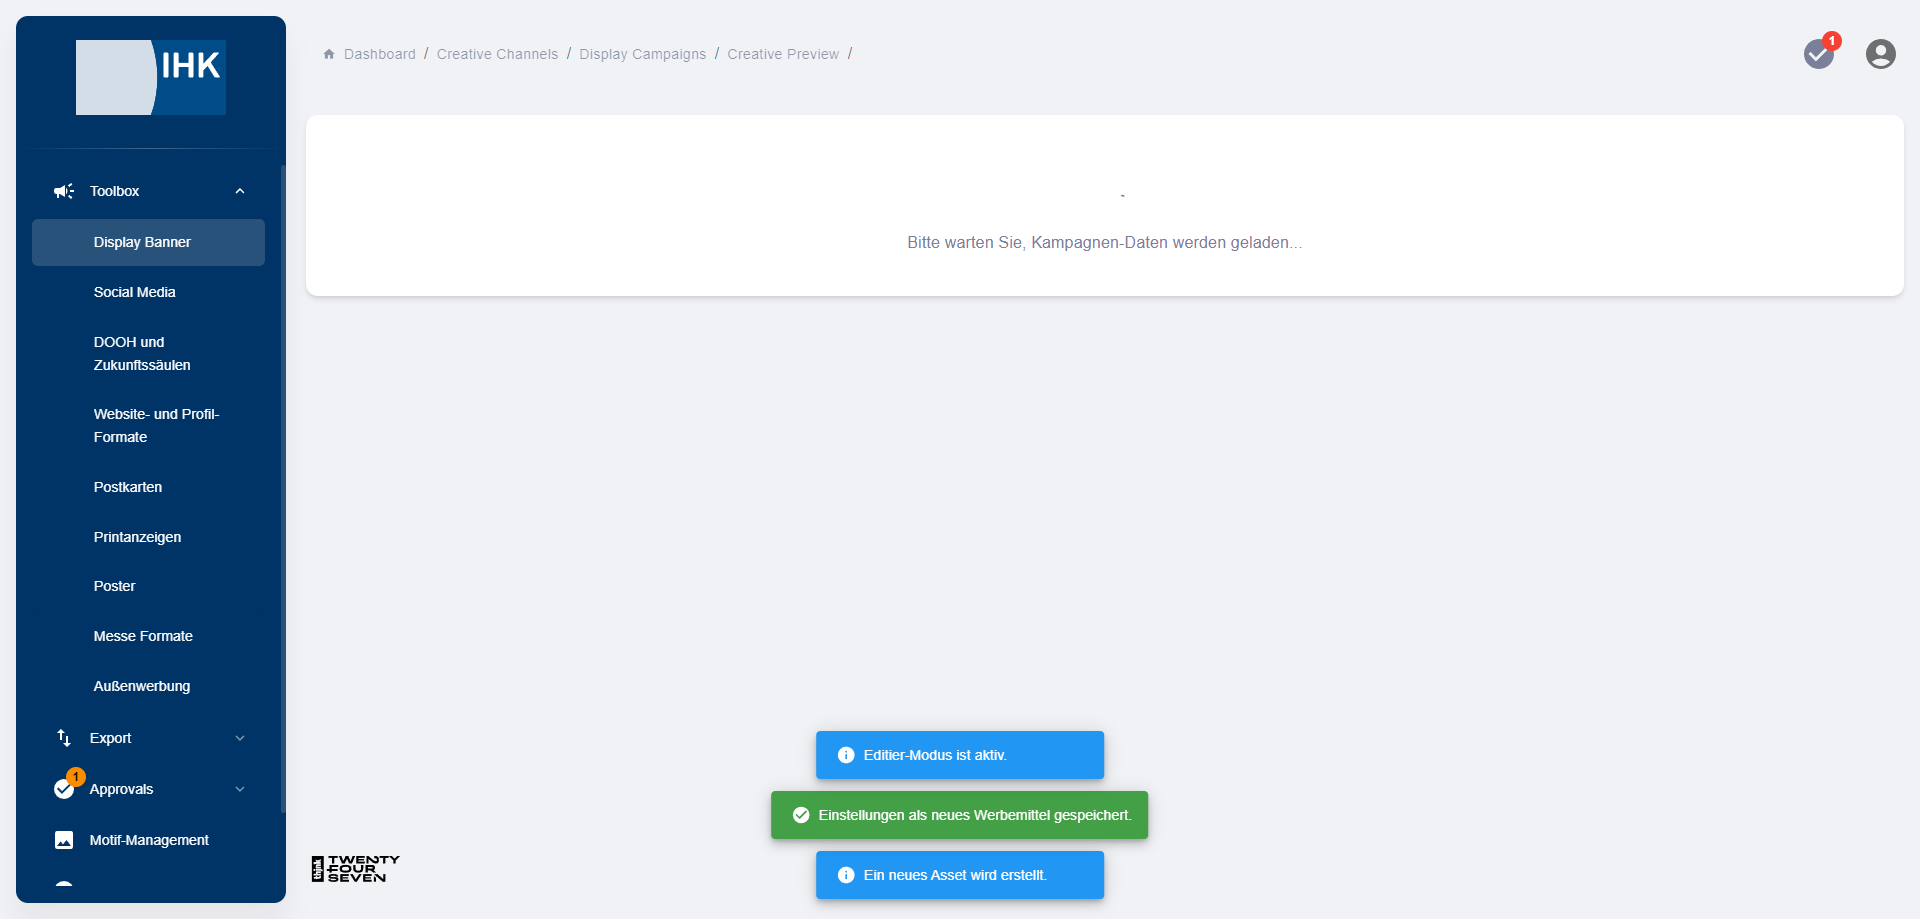 IHK
Dashboard / Creative Channels / Display Campaigns / Creative Preview /
1
Toolbox
Display Banner
Social Media
DOOH und
Zukunftssäulen
Website- und Profil-
Formate
Postkarten
Printanzeigen
Poster
Messe Formate
Außenwerbung
Export
1
Approvals
Motif-Management
Bitte warten Sie, Kampagnen-Daten werden geladen...
Editier-Modus ist aktiv.
Einstellungen als neues Werbemittel gespeichert.
Ein neues Asset wird erstellt.
think
TWENTY
FOUR
SEVEN